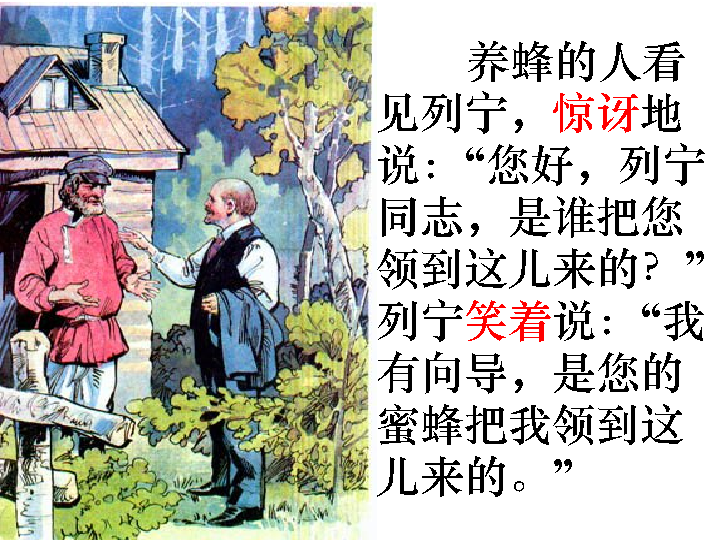 养蜂的人看
见列宁，惊讶地
说：“您好，列宁
同志，是谁把您
领到这儿来的？”
列宁笑着说：“我
有向导，是您的
蜜蜂把我领到这
儿来的。”